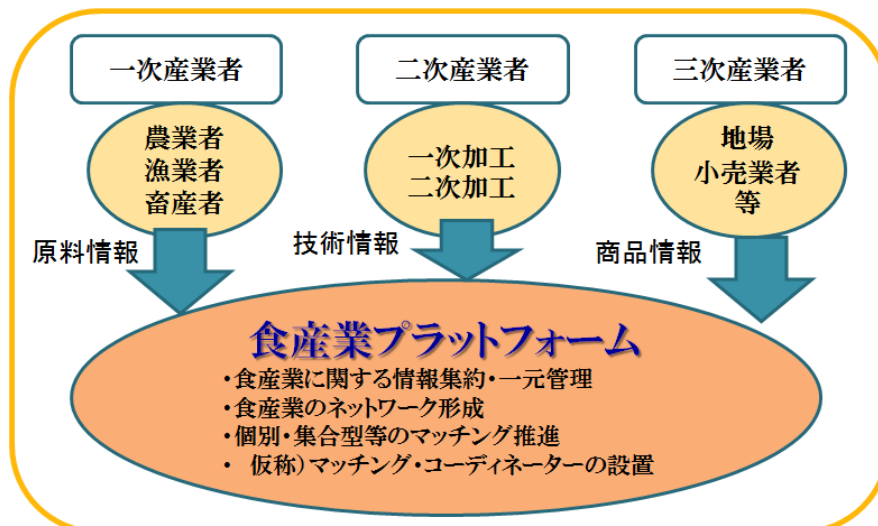 一次産業者
二次産業者
三次産業者
農業者
漁業者
畜産者
一次加工
二次加工
地場
小売業者
等
原料情報
技術情報
商品情報
食産業プラットフォーム
・食産業に関する情報集約・一元管理
・食産業のネットワーク形成
・個別・集合型等のマッチング推進
・ 仮称)マッチング・コーディネーターの設置